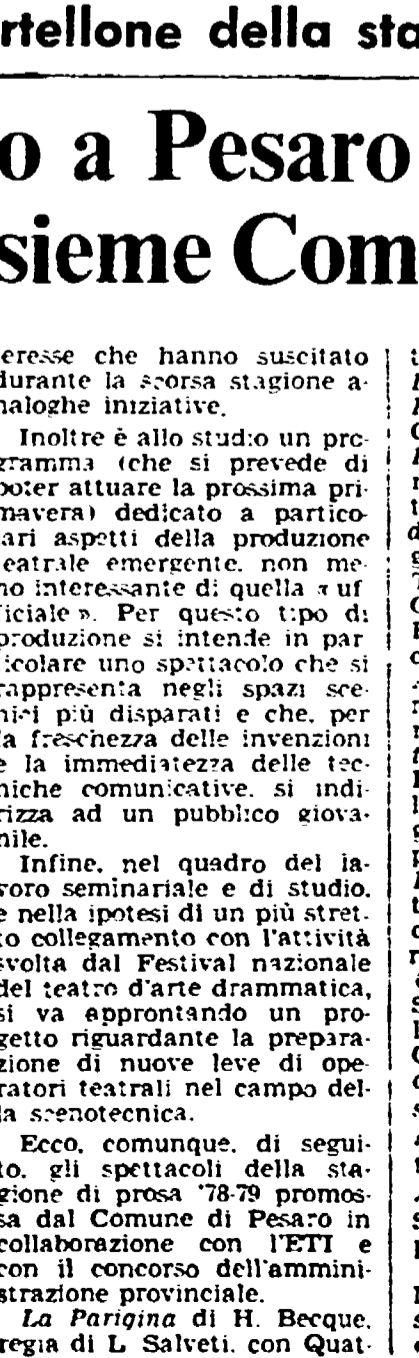 rtellone della sta
o a Pesaro
sieme Com
eresse che hanno suscitato
durante la scorsa stagione a-
naloghe iniziative.
Inoltre è allo studio un pro-
gramma (che si prevede di
poter attuare la prossima pri-
mavera) dedicato a partico-
lari aspetti della produzione
teatrale emergente, non me-
no interessante di quella « uf
ficiale ». Per questo tipo di
produzione si intende in par
ticolare uno spettacolo che si
rappresenta negli spazi sce-
nici più disparati e che, per
la freschezza delle invenzioni
e la immediatezza delle tec-
niche comunicative, si indi-
rizza ad un pubblico giova-
nile.
Infine, nel quadro del la-
voro seminariale e di studio,
e nella ipotesi di un più stret-
to collegamento con l'attività
svolta dal Festival nazionale
del teatro d'arte drammatica,
si va approntando un pro-
getto riguardante la prepara-
zione di nuove leve di ope-
ratori teatrali nel campo del-
la scenotecnica.
Ecco, comunque, di segui-
to, gli spettacoli della sta-
gione di prosa '78-79 promos-
sa dal Comune di Pesaro in
collaborazione con l'ETI e
con il concorso dell'ammini-
strazione provinciale.
La Parigina di H. Becque,
regia di L. Salveti, con Quat-